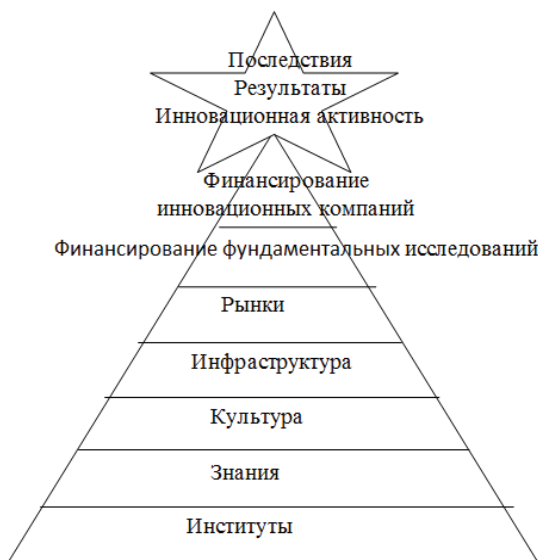 Последствия
Результаты
Инновационная активность
Финансирование
инновационных компаний
Финансирование фундаментальных исследований
Рынки
Инфраструктура
Культура
Знания
Институты